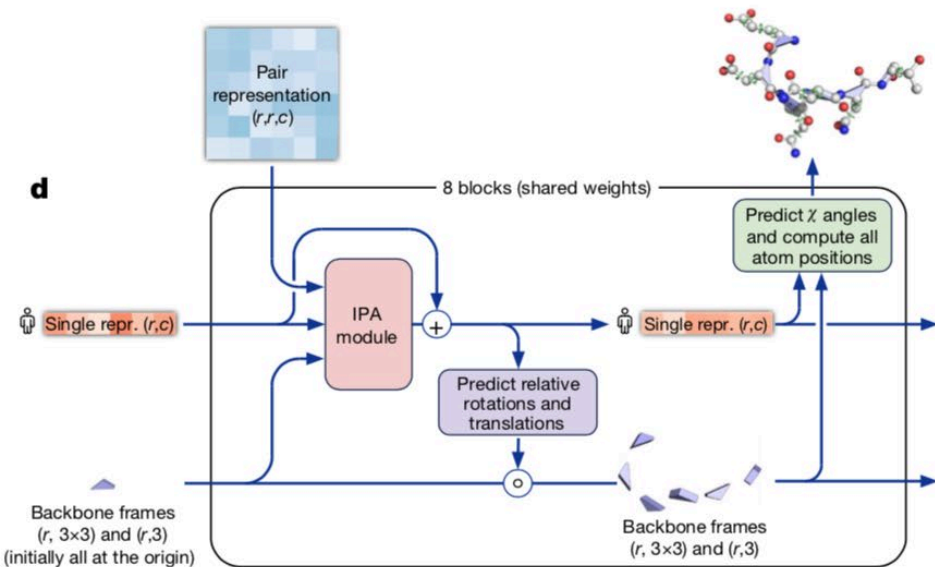 Pair
representation
(r,r,c)
d
8 blocks (shared weights)
Predict χ angles
and compute all
atom positions
Single repr. (r,c)
IPA
module
+
Single repr. (r,c)
Predict relative
rotations and
translations
Backbone frames
(r, 3×3) and (r,3)
(initially all at the origin)
Backbone frames
(r, 3×3) and (r,3)